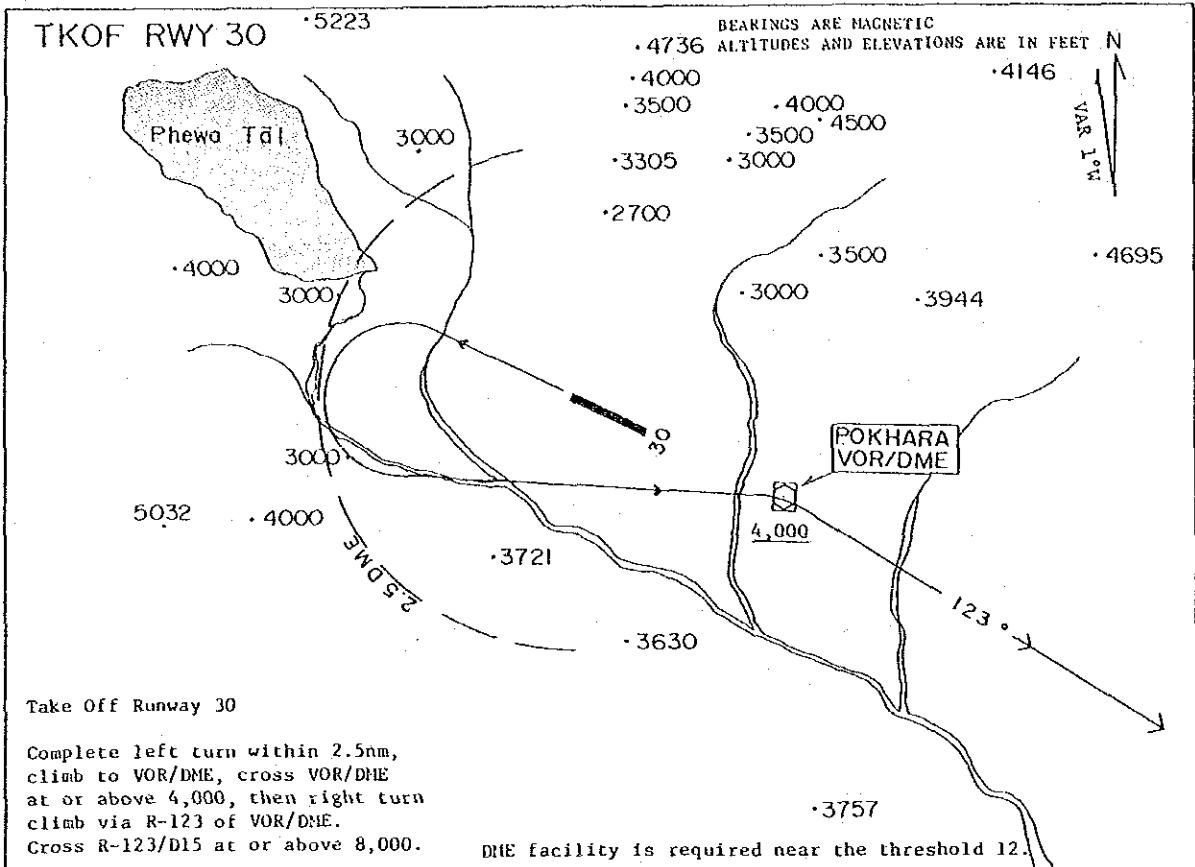 TKOF RWY 30
·5223
BEARINGS ARE MAGNETIC
ALTITUDES AND ELEVATIONS ARE IN FEET
N
VAR 1°W
·4736
·4146
·4000
·3500
·4000
·4500
·3500
Phewa Tāl
3000
·3305
·3000
·2700
·4000
·3500
·4695
3000
·3000
·3944
30
POKHARA
VOR/DME
3000
5032
·4000
4,000
·3721
2.5 DME
123°
·3630
Take Off Runway 30
Complete left turn within 2.5nm,
climb to VOR/DME, cross VOR/DME
at or above 4,000, then right turn
climb via R-123 of VOR/DME.
Cross R-123/D15 at or above 8,000.
·3757
DME facility is required near the threshold 12.